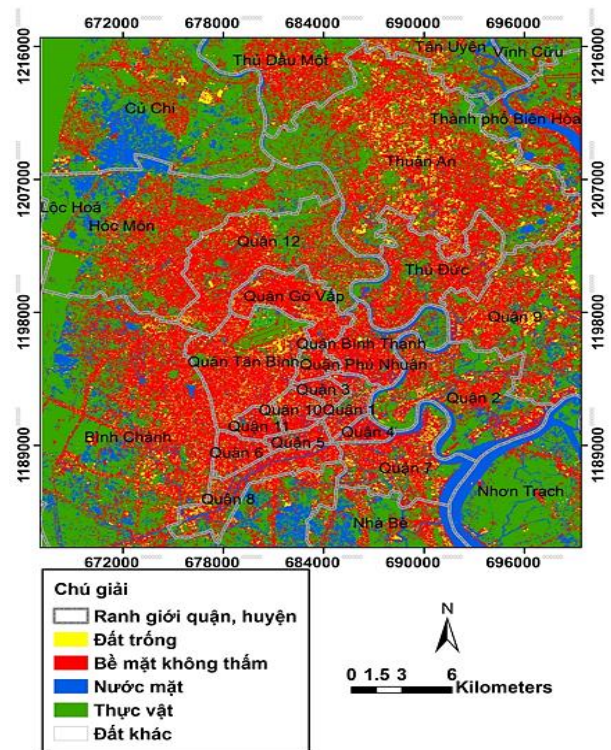 672000 678000 684000 690000 696000
1216000 1216000
Tân Uyên
Vĩnh Cửu
Thủ Dầu Một
Củ Chi
Thành phố Biên Hòa
Thuận An
1207000 1207000
Lộc Hoà
Hóc Môn
Quận 12
Thủ Đức
Quận Gò Vấp
1198000 1198000
Quận 9
Quận Bình Thạnh
Quận Tân Bình
Quận Phú Nhuận
Quận 3
Quận 2
Quận 10
Quận 1
Quận 11
Quận 4
Bình Chánh
Quận 5
1189000 1189000
Quận 6
Quận 7
Nhơn Trạch
Quận 8
Nhà Bè
672000 678000 684000 690000 696000
Chú giải
Ranh giới quận, huyện
Đất trống
Bề mặt không thấm
Nước mặt
Thực vật
Đất khác
N
0 1.5 3 6
Kilometers